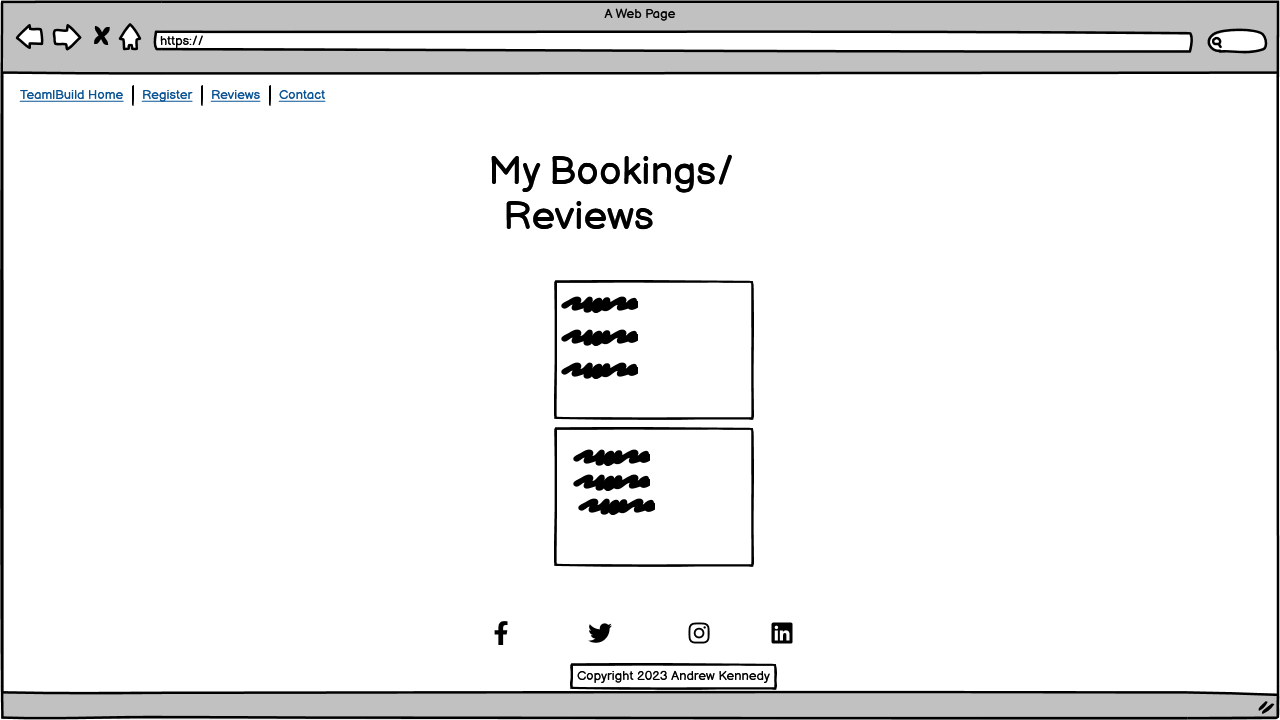 A Web Page
https://
TeamIBuild Home | Register | Reviews | Contact
My Bookings/
Reviews
Copyright 2023 Andrew Kennedy